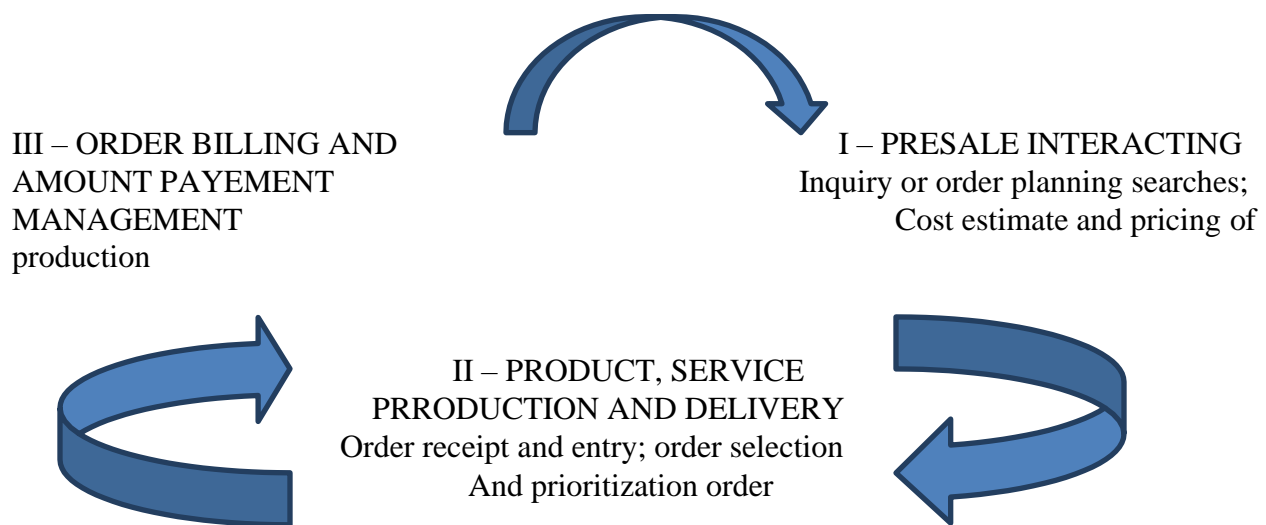 III – ORDER BILLING AND
AMOUNT PAYEMENT
MANAGEMENT
production
I – PRESALE INTERACTING
Inquiry or order planning searches;
Cost estimate and pricing of
II – PRODUCT, SERVICE
PRRODUCTION AND DELIVERY
Order receipt and entry; order selection
And prioritization order